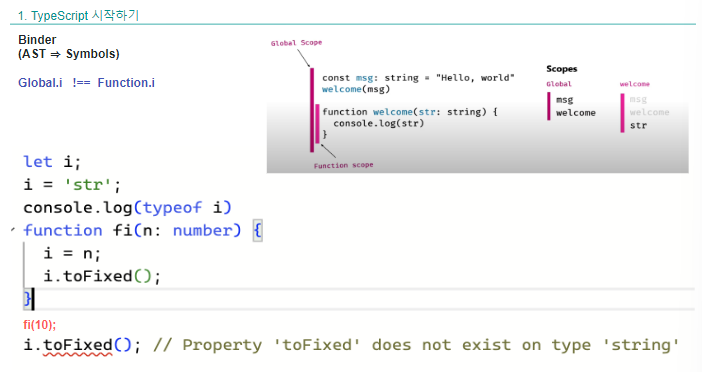 1. TypeScript 시작하기
Binder
(AST ⇒ Symbols)
Global.i !== Function.i
Global Scope
const msg: string = "Hello, world"
welcome(msg)
function welcome(str: string) {
console.log(str)
}
Function scope
Scopes
Global
msg
welcome
welcome
msg
welcome
str
let i;
i = 'str';
console.log(typeof i)
function fi(n: number) {
i = n;
i.toFixed();
}
fi(10);
i.toFixed(); // Property 'toFixed' does not exist on type 'string'